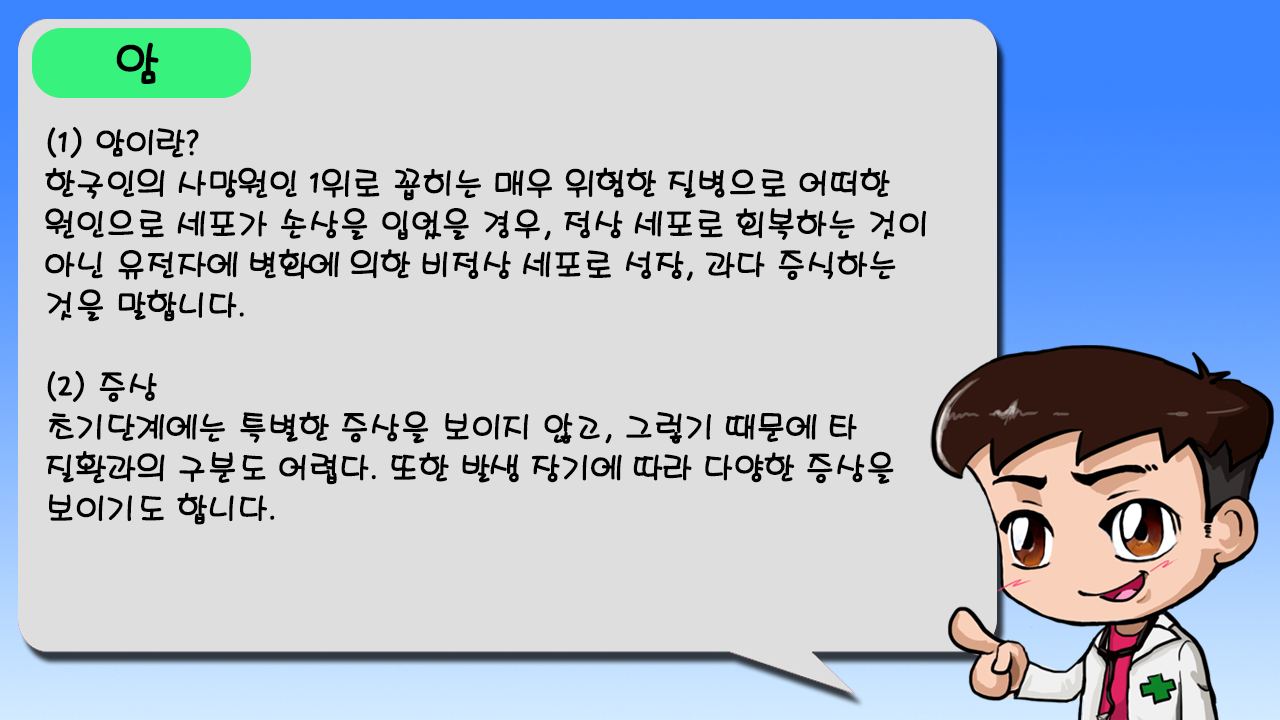 암
(1) 암이란?
한국인의 사망원인 1위로 꼽히는 매우 위험한 질병으로 어떠한
원인으로 세포가 손상을 입었을 경우, 정상 세포로 회복하는 것이
아닌 유전자에 변화에 의한 비정상 세포로 성장, 과다 증식하는
것을 말합니다.
(2) 증상
초기단계에는 특별한 증상을 보이지 않고, 그렇기 때문에 타
질환과의 구분도 어렵다. 또한 발생 장기에 따라 다양한 증상을
보이기도 합니다.